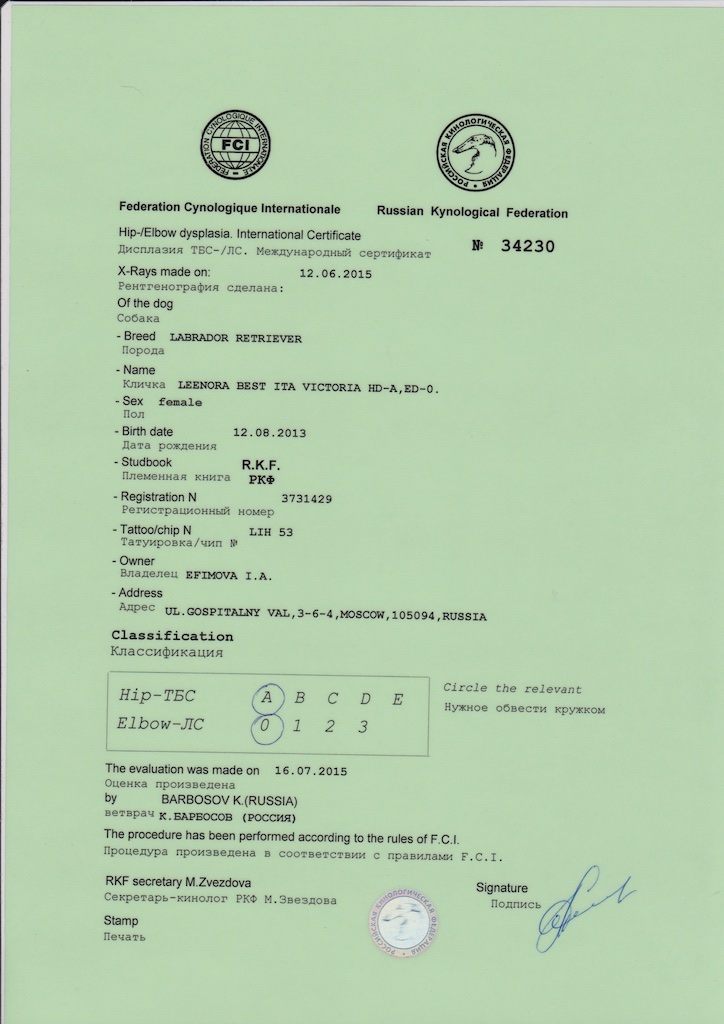 FEDERATION CYNOLOGIQUE INTERNATIONALE
FCI
РОССИЙСКАЯ КИНОЛОГИЧЕСКАЯ ФЕДЕРАЦИЯ
Federation Cynologique Internationale
Russian Kynological Federation
Hip-/Elbow dysplasia. International Certificate
Дисплазия ТБС-/ЛС. Международный сертификат
№ 34230
X-Rays made on: 12.06.2015
Рентгенография сделана:
Of the dog
Собака
- Breed LABRADOR RETRIEVER
Порода
- Name
Кличка LEENORA BEST ITA VICTORIA HD-A,ED-0.
- Sex female
Пол
- Birth date 12.08.2013
Дата рождения
- Studbook R.K.F.
Племенная книга РКФ
- Registration N 3731429
Регистрационный номер
- Tattoo/chip N LIH 53
Татуировка/чип №
- Owner
Владелец EFIMOVA I.A.
- Address
Адрес UL.GOSPITALNY VAL,3-6-4,MOSCOW,105094,RUSSIA
Classification
Классификация
Hip-ТБС A B C D E
Elbow-ЛС 0 1 2 3
Circle the relevant
Нужное обвести кружком
The evaluation was made on 16.07.2015
Оценка произведена
by BARBOSOV K.(RUSSIA)
ветврач К.БАРБОСОВ (РОССИЯ)
The procedure has been performed according to the rules of F.C.I.
Процедура произведена в соответствии с правилами F.C.I.
RKF secretary M.Zvezdova
Секретарь-кинолог РКФ М.Звездова
Signature
Подпись
Stamp
Печать
РОССИЙСКАЯ КИНОЛОГИЧЕСКАЯ ФЕДЕРАЦИЯ